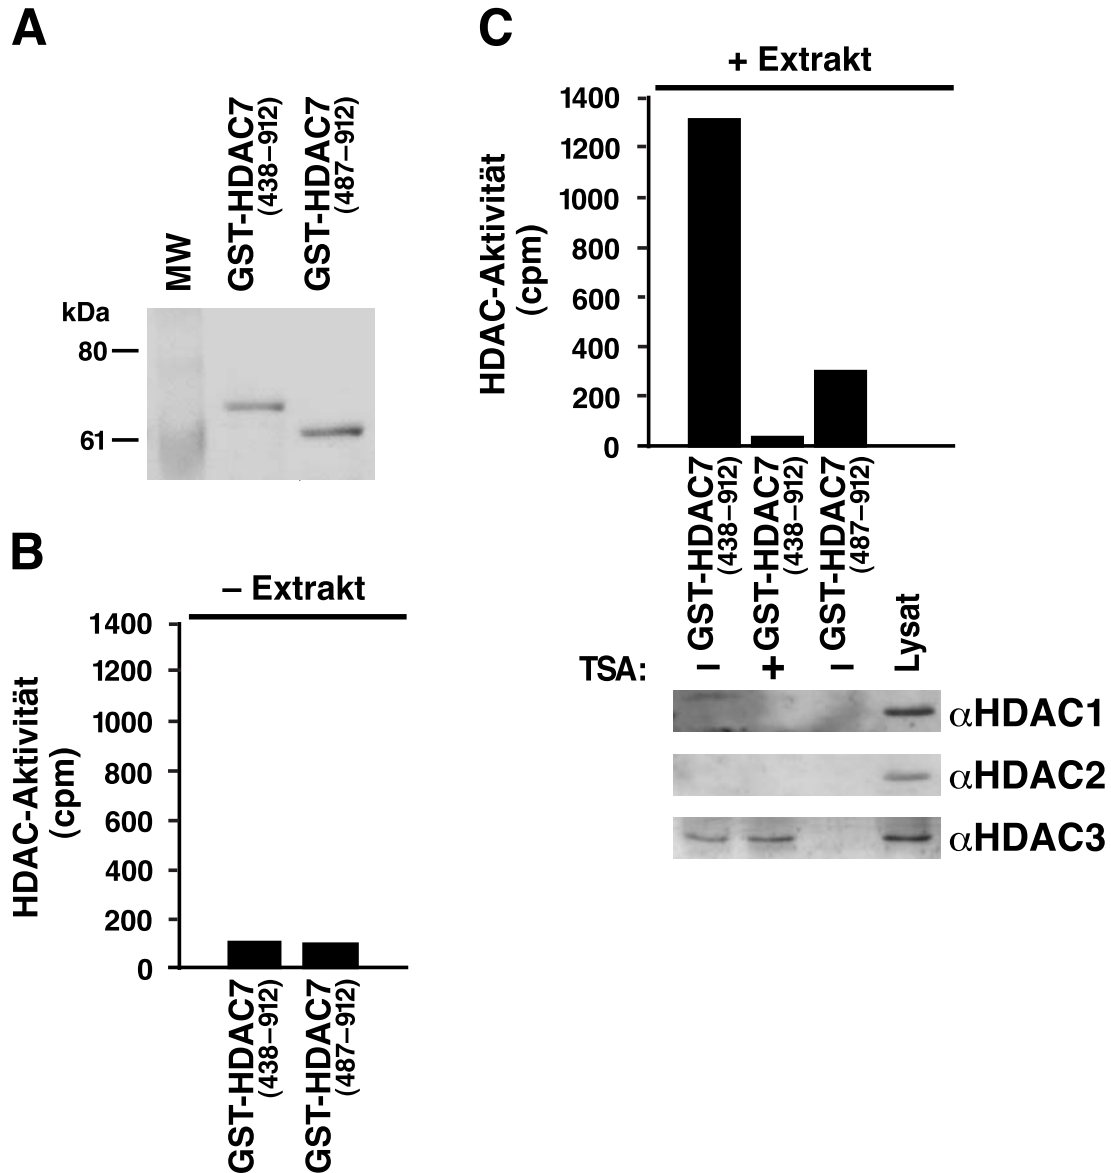 A
MW
GST-HDAC7
(438–912)
GST-HDAC7
(487–912)
kDa
80
61
B
– Extrakt
HDAC-Aktivität
(cpm)
1400
1200
1000
800
600
400
200
0
GST-HDAC7
(438–912)
GST-HDAC7
(487–912)
C
+ Extrakt
HDAC-Aktivität
(cpm)
1400
1200
1000
800
600
400
200
0
GST-HDAC7
(438–912)
GST-HDAC7
(438–912)
GST-HDAC7
(487–912)
Lysat
TSA: – + –
αHDAC1
αHDAC2
αHDAC3